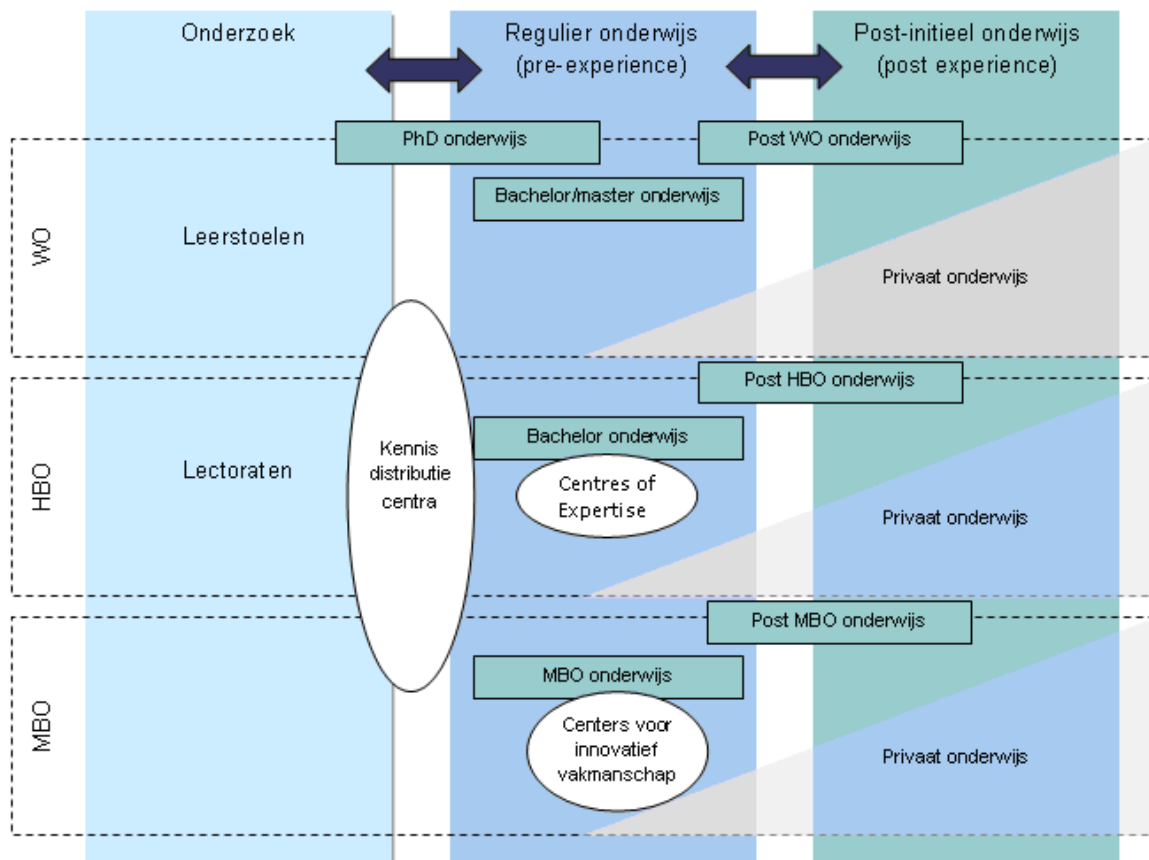 Onderzoek
Regulier onderwijs
(pre-experience)
Post-initieel onderwijs
(post experience)
WO
PhD onderwijs
Post WO onderwijs
Bachelor/master onderwijs
Leerstoelen
Privaat onderwijs
HBO
Post HBO onderwijs
Bachelor onderwijs
Kennis
distributie
centra
Lectoraten
Centres of
Expertise
Privaat onderwijs
MBO
Post MBO onderwijs
MBO onderwijs
Centers voor
innovatief
vakmanschap
Privaat onderwijs